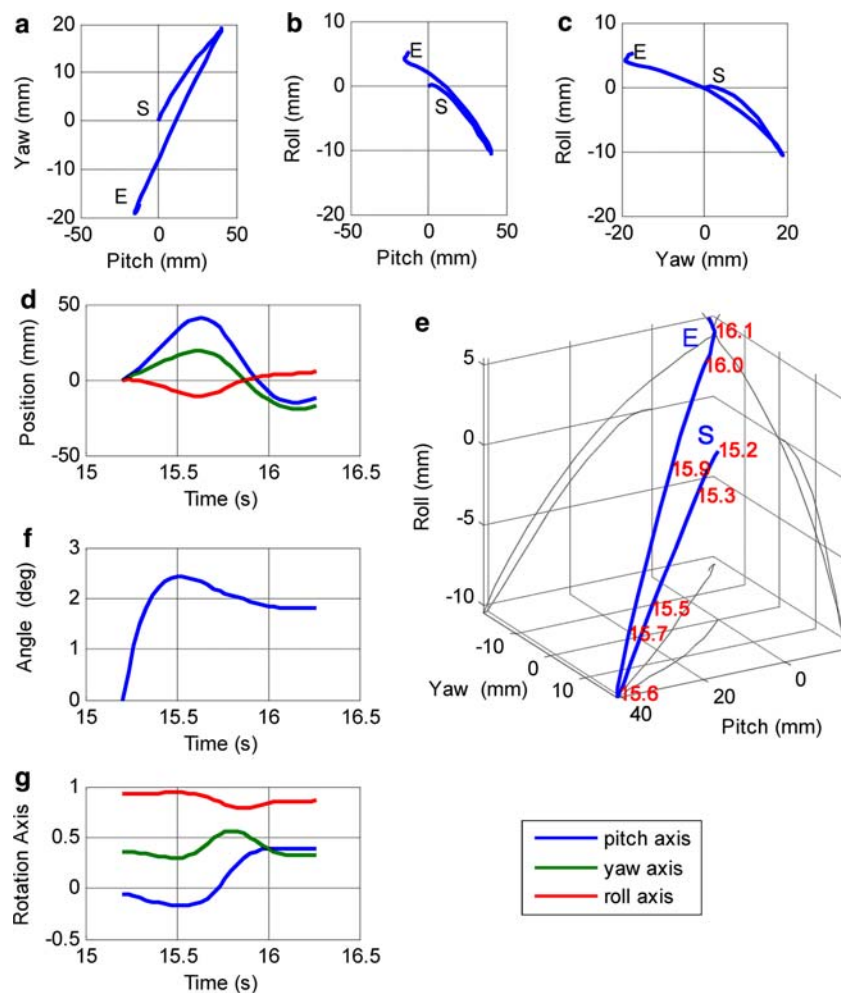 a
20
10
0
-10
-20
Yaw (mm)
S
E
-50
0
50
Pitch (mm)
b
10
0
-10
-20
Roll (mm)
E
S
-50
0
50
Pitch (mm)
c
10
0
-10
-20
Roll (mm)
E
S
0
20
Yaw (mm)
d
50
0
-50
Position (mm)
15
15.5
16
16.5
Time (s)
e
5
0
-5
-10
Roll (mm)
E
S
16.1
16.0
15.2
15.9
15.3
15.5
15.7
15.6
-10
0
10
Yaw (mm)
40
20
0
Pitch (mm)
f
3
2
1
0
Angle (deg)
15
15.5
16
16.5
Time (s)
g
1
0.5
0
-0.5
Rotation Axis
15
15.5
16
16.5
Time (s)
pitch axis
yaw axis
roll axis